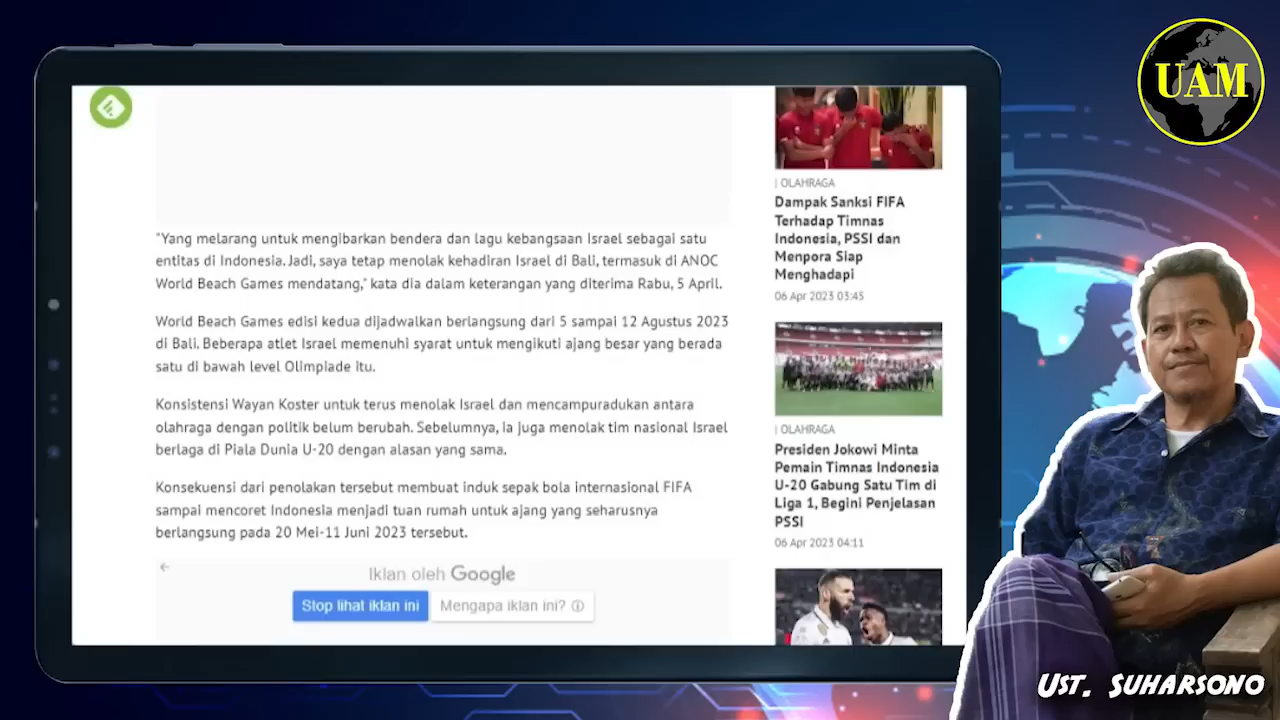 UAM
"Yang melarang untuk mengibarkan bendera dan lagu kebangsaan Israel sebagai satu
entitas di Indonesia. Jadi, saya tetap menolak kehadiran Israel di Bali, termasuk di ANOC
World Beach Games mendatang," kata dia dalam keterangan yang diterima Rabu, 5 April.
World Beach Games edisi kedua dijadwalkan berlangsung dari 5 sampai 12 Agustus 2023
di Bali. Beberapa atlet Israel memenuhi syarat untuk mengikuti ajang besar yang berada
satu di bawah level Olimpiade itu.
Konsistensi Wayan Koster untuk terus menolak Israel dan mencampuradukan antara
olahraga dengan politik belum berubah. Sebelumnya, ia juga menolak tim nasional Israel
berlaga di Piala Dunia U-20 dengan alasan yang sama.
Konsekuensi dari penolakan tersebut membuat induk sepak bola internasional FIFA
sampai mencoret Indonesia menjadi tuan rumah untuk ajang yang seharusnya
berlangsung pada 20 Mei-11 Juni 2023 tersebut.
Iklan oleh Google
Stop lihat iklan ini
Mengapa iklan ini?
| OLAHRAGA
Dampak Sanksi FIFA
Terhadap Timnas
Indonesia, PSSI dan
Menpora Siap
Menghadapi
06 Apr 2023 03:45
| OLAHRAGA
Presiden Jokowi Minta
Pemain Timnas Indonesia
U-20 Gabung Satu Tim di
Liga 1, Begini Penjelasan
PSSI
06 Apr 2023 04:11
UST. SUHARSONO